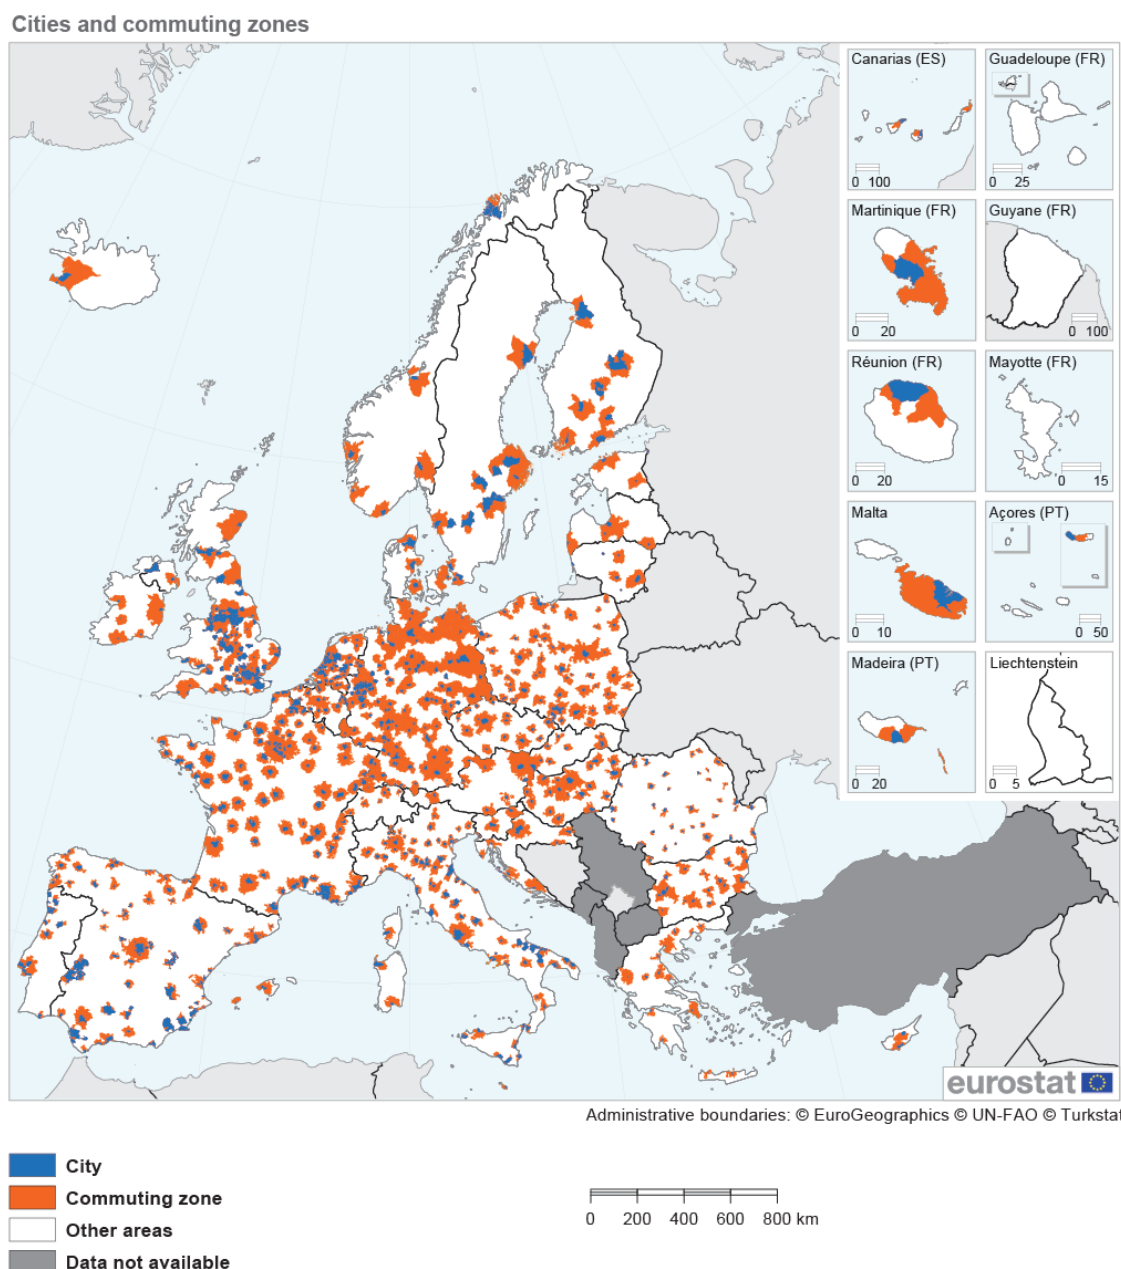 Cities and commuting zones
Canarias (ES)
0 100
Guadeloupe (FR)
0 25
Martinique (FR)
0 20
Guyane (FR)
0 100
Réunion (FR)
0 20
Mayotte (FR)
0 15
Malta
0 10
Açores (PT)
0 50
Madeira (PT)
0 20
Liechtenstein
0 5
eurostat
Administrative boundaries: © EuroGeographics © UN-FAO © Turkstat
City
Commuting zone
Other areas
Data not available
0 200 400 600 800 km